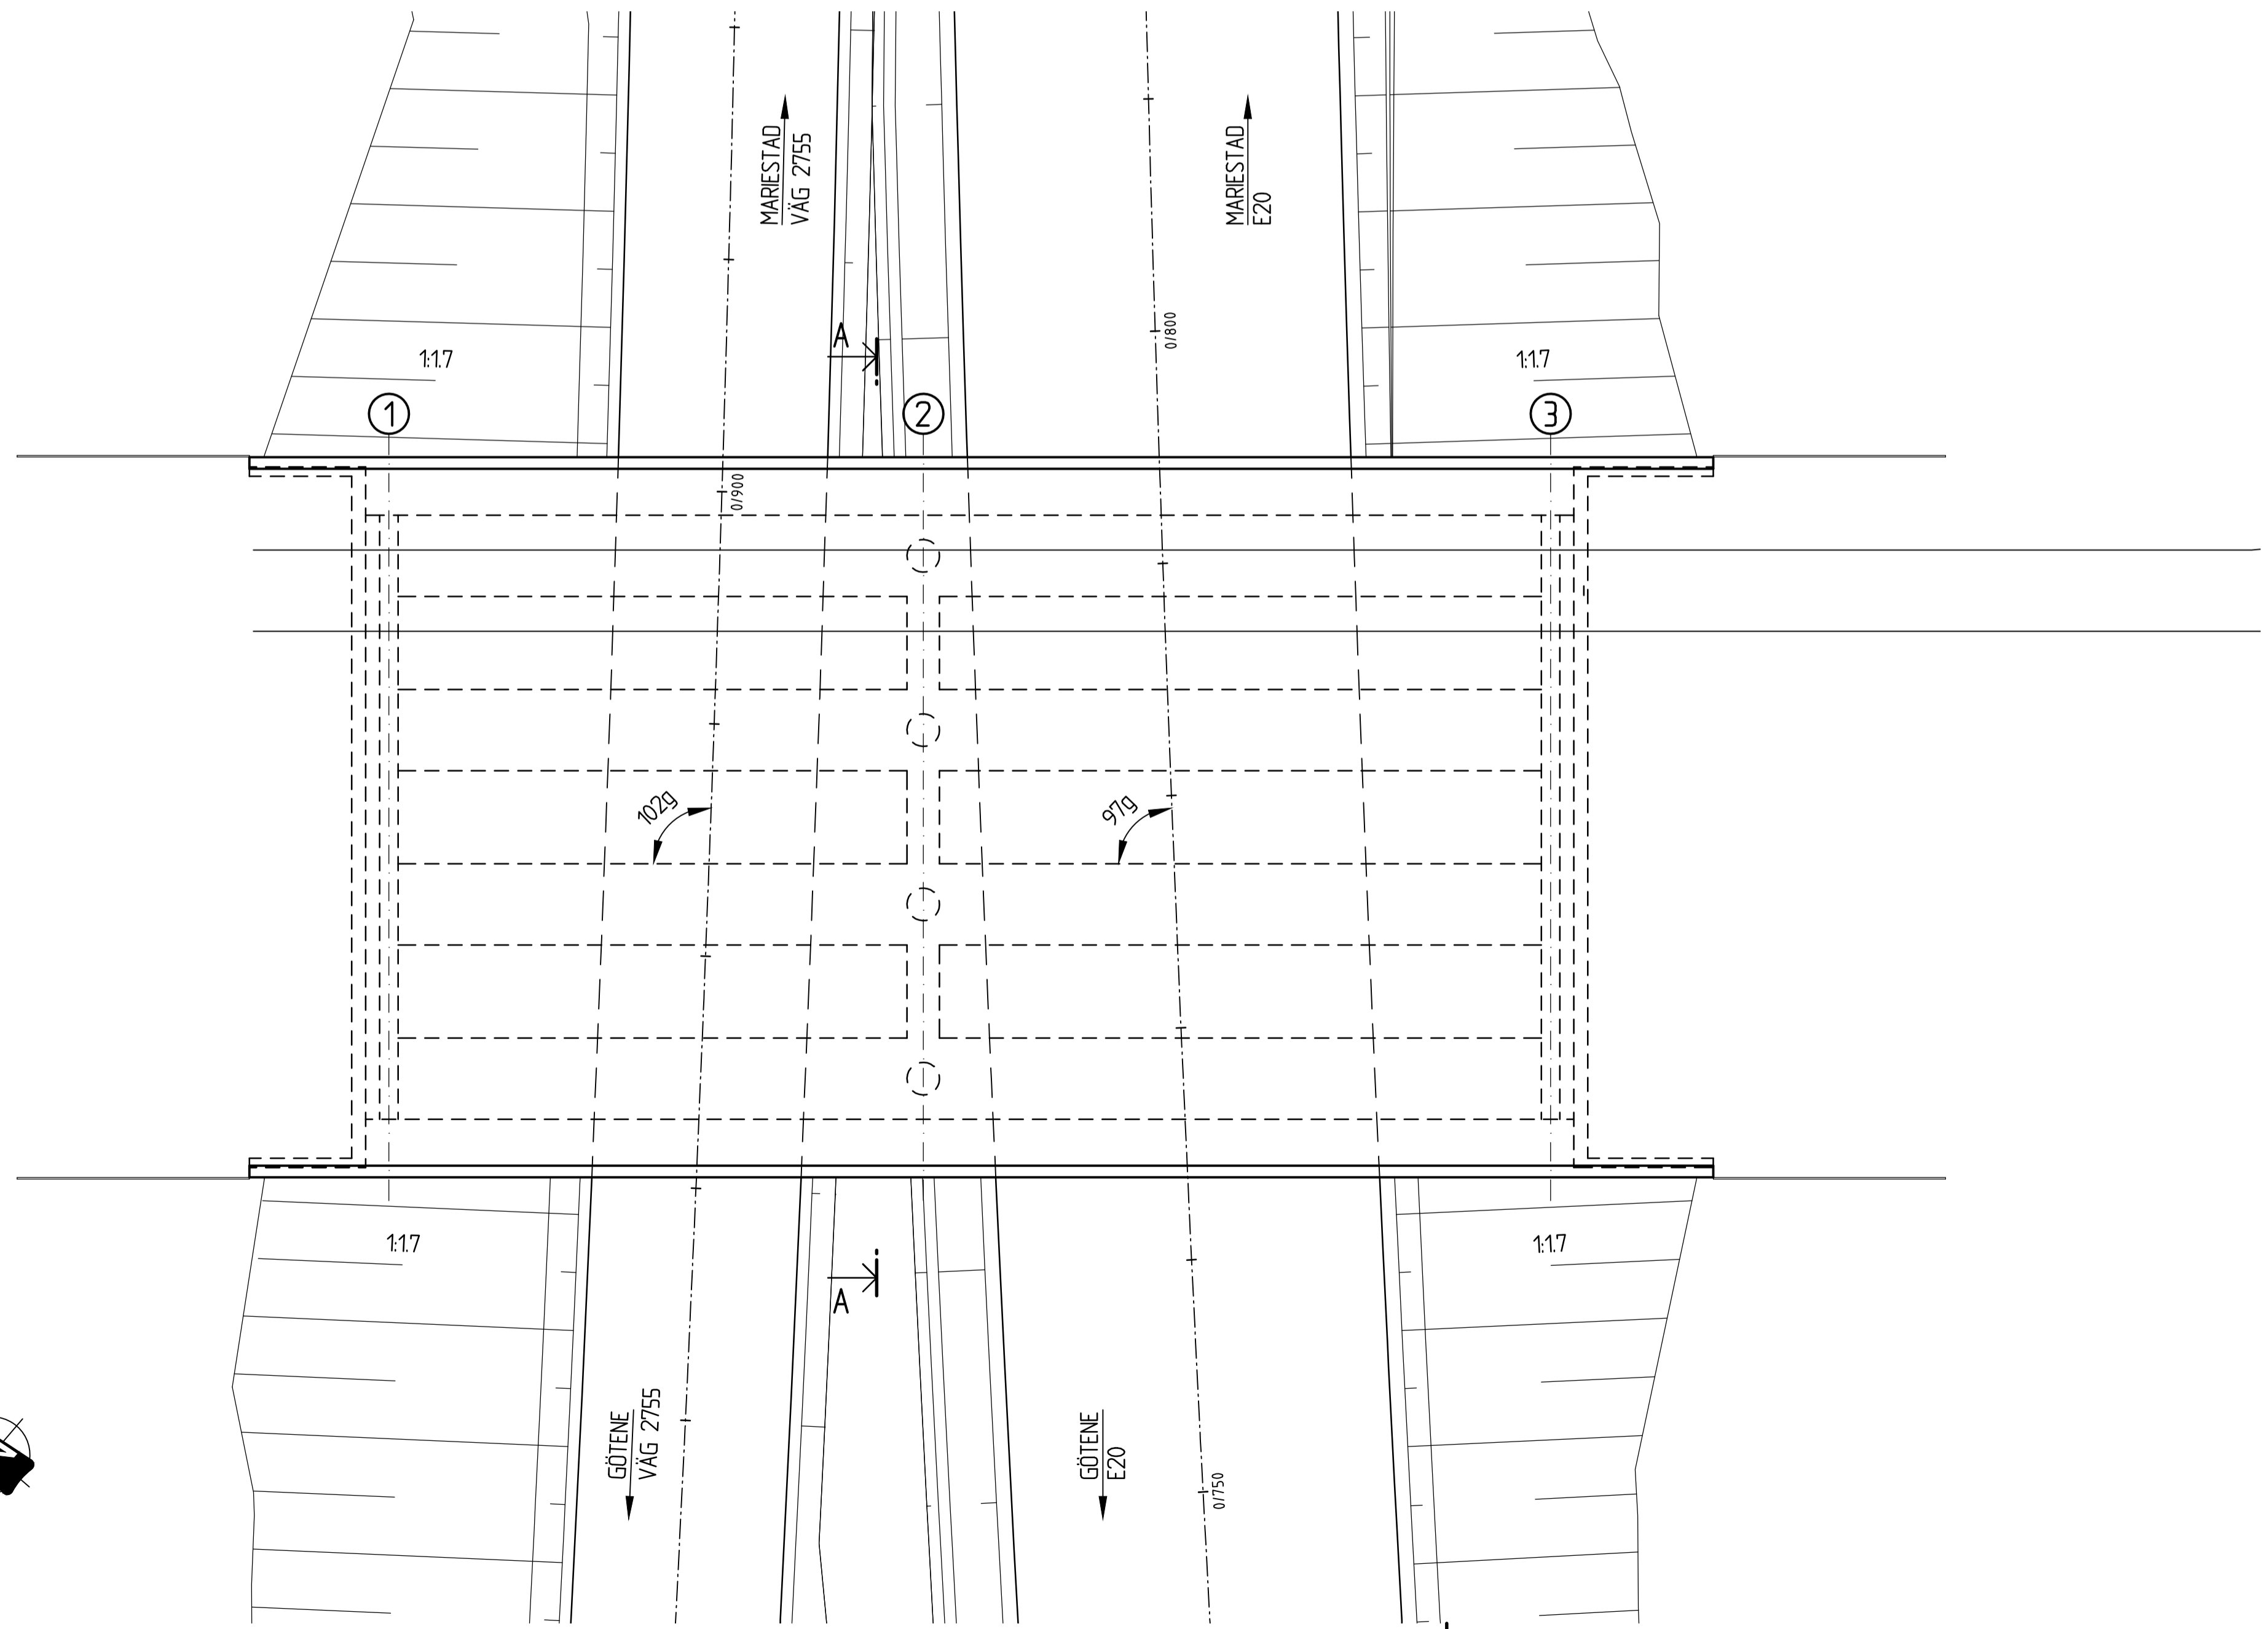 MARIESTAD
VÄG 2755
MARIESTAD
E20
0/800
A
1:1.7
1:1.7
1
2
3
0/900
102g
97g
1:1.7
1:1.7
A
GÖTENE
VÄG 2755
GÖTENE
E20
0/750